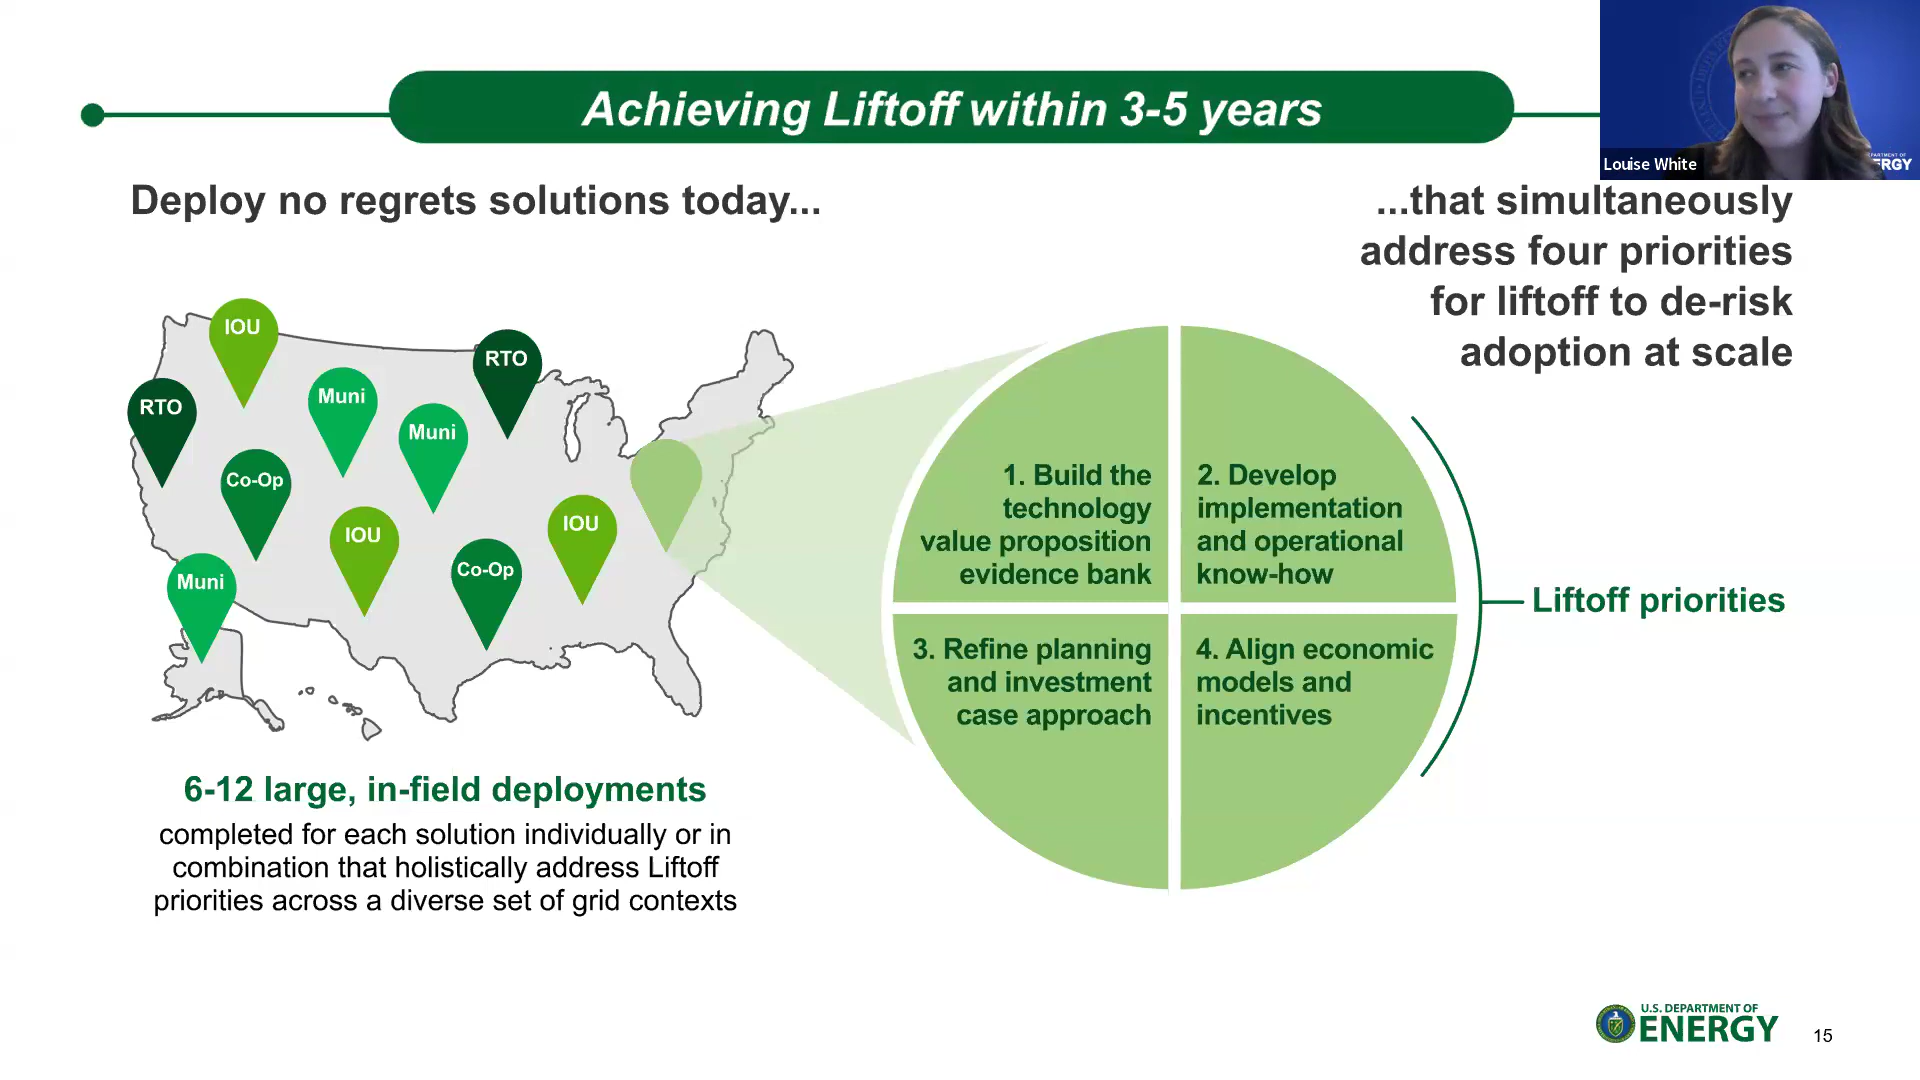 Achieving Liftoff within 3-5 years
Louise White
PARTMENT OF
ERGY
Deploy no regrets solutions today...
...that simultaneously
address four priorities
for liftoff to de-risk
adoption at scale
IOU
RTO
RTO
Muni
Muni
Co-Op
IOU
IOU
Co-Op
Muni
1. Build the
technology
value proposition
evidence bank
2. Develop
implementation
and operational
know-how
3. Refine planning
and investment
case approach
4. Align economic
models and
incentives
Liftoff priorities
6-12 large, in-field deployments
completed for each solution individually or in
combination that holistically address Liftoff
priorities across a diverse set of grid contexts
U.S. DEPARTMENT OF
ENERGY
15